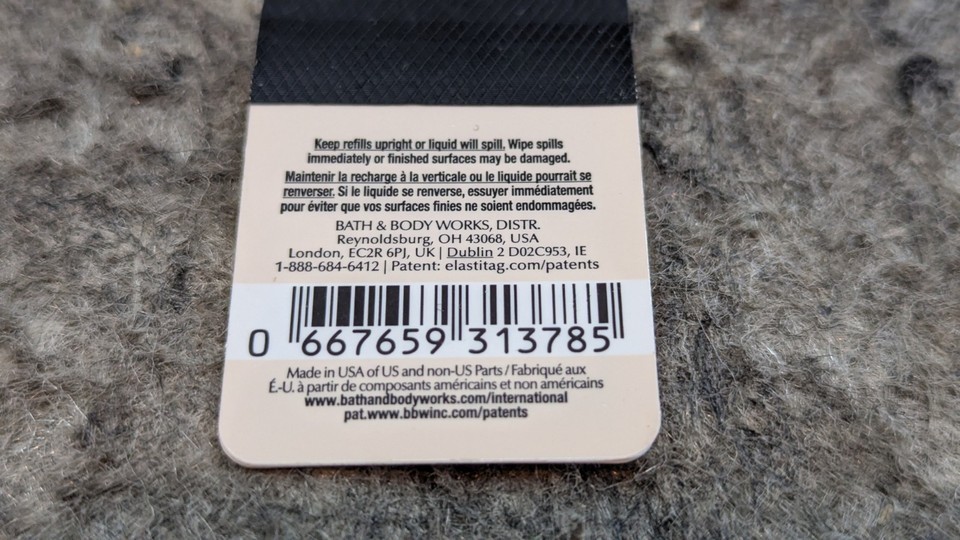 Keep refills upright or liquid will spill. Wipe spills
immediately or finished surfaces may be damaged.
Maintenir la recharge à la verticale ou le liquide pourrait se
renverser. Si le liquide se renverse, essuyer immédiatement
pour éviter que vos surfaces finies ne soient endommagées.
BATH & BODY WORKS, DISTR.
Reynoldsburg, OH 43068, USA
London, EC2R 6PJ, UK | Dublin 2 D02C953, IE
1-888-684-6412 | Patent: elastitag.com/patents
0 667659 313785
Made in USA of US and non-US Parts / Fabriqué aux
É.-U. à partir de composants américains et non américains
www.bathandbodyworks.com/international
pat.www.bbwinc.com/patents